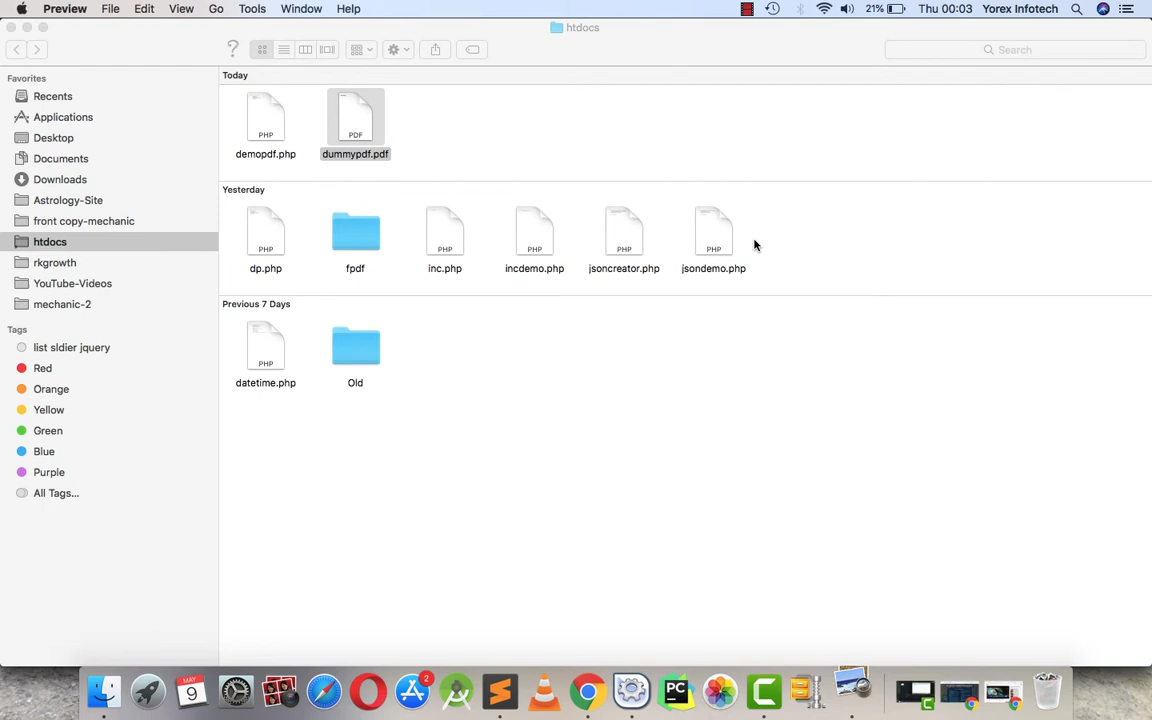 Preview File Edit View Go Tools Window Help 21% Thu 00:03 Yorex Infotech
htdocs
? Search
Favorites
Recents
Applications
Desktop
Documents
Downloads
Astrology-Site
front copy-mechanic
htdocs
rkgrowth
YouTube-Videos
mechanic-2
Tags
list sldier jquery
Red
Orange
Yellow
Green
Blue
Purple
All Tags...
Today
PHP PDF
demopdf.php dummypdf.pdf
Yesterday
PHP PHP PHP PHP PHP
dp.php fpdf inc.php incdemo.php jsoncreator.php jsondemo.php
Previous 7 Days
PHP
datetime.php Old
MAY
9
2
PC
C